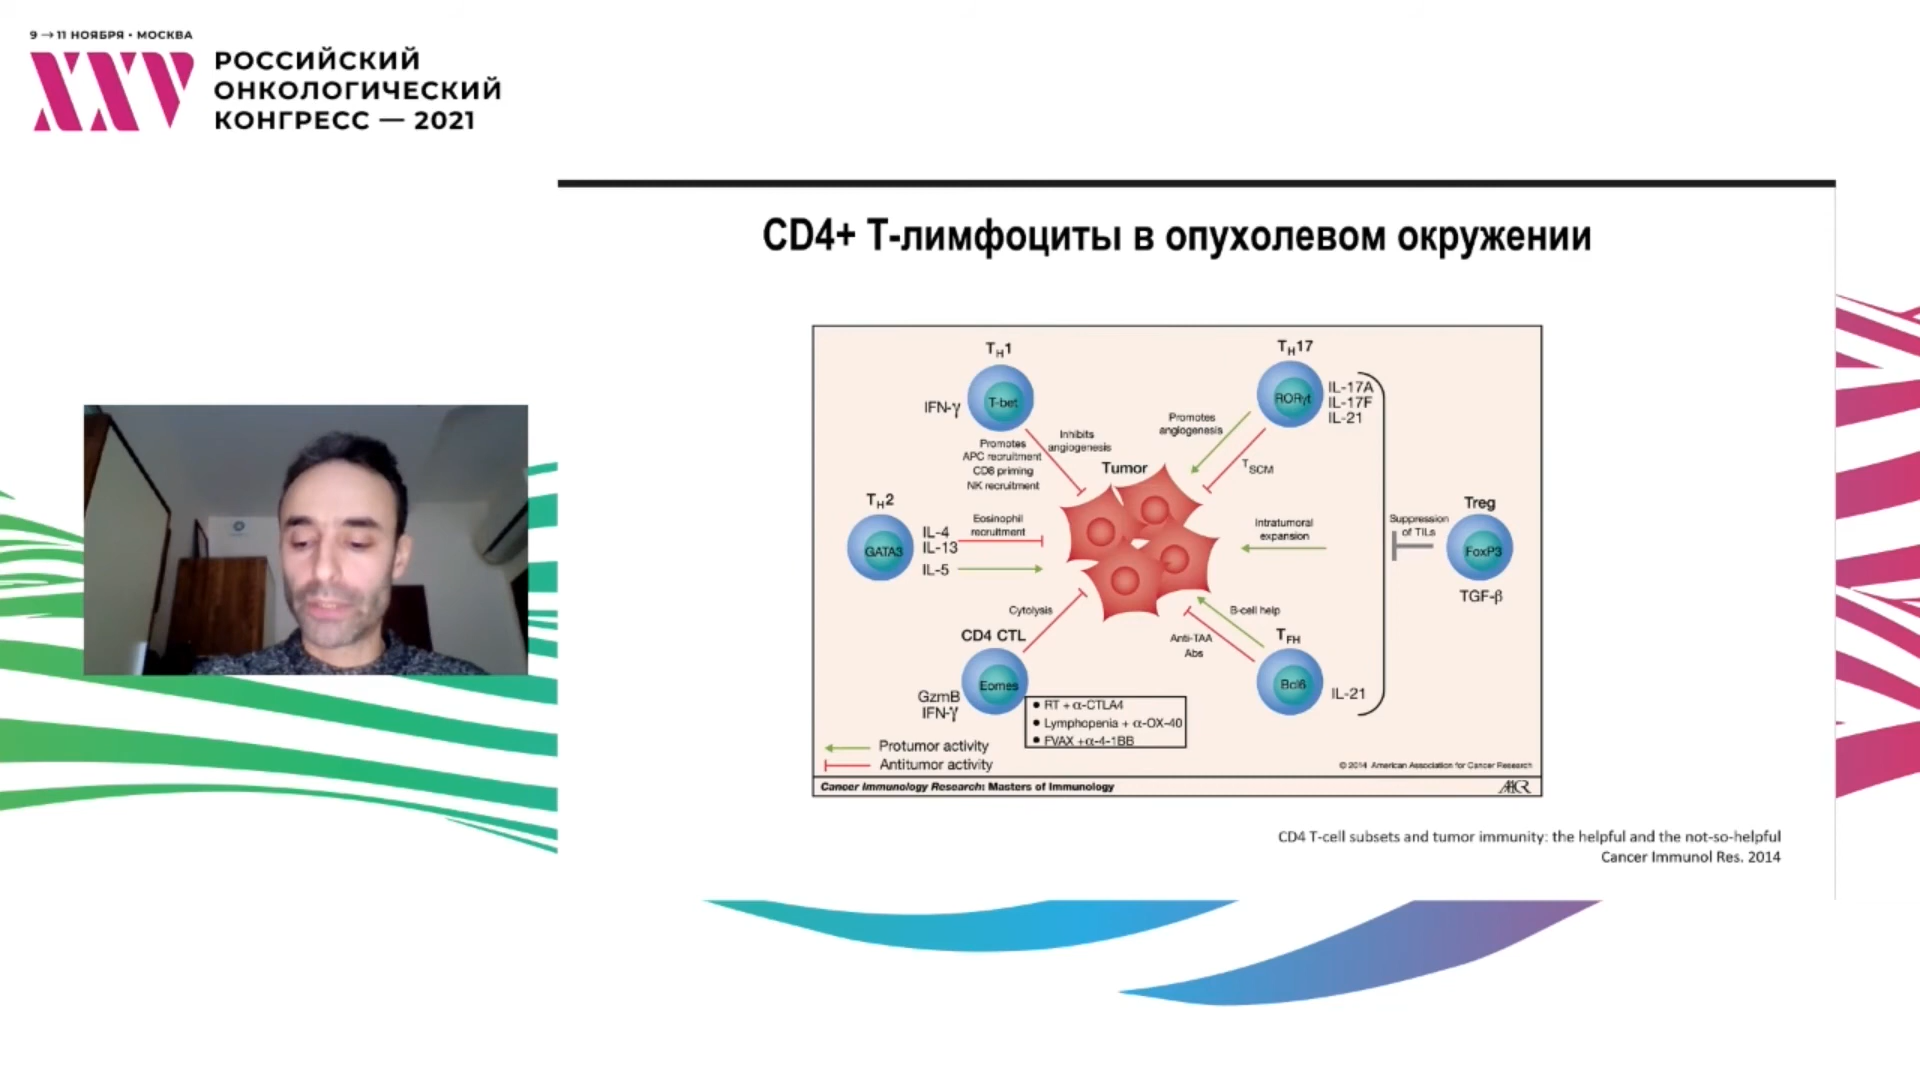 9 → 11 НОЯБРЯ • МОСКВА
XXV
РОССИЙСКИЙ
ОНКОЛОГИЧЕСКИЙ
КОНГРЕСС — 2021
CD4+ Т-лимфоциты в опухолевом окружении
TH1
T-bet
IFN-γ
Promotes
APC recruitment
CD8 priming
NK recruitment
Inhibits
angiogenesis
TH17
RORγt
IL-17A
IL-17F
IL-21
Promotes
angiogenesis
TSCM
Tumor
TH2
GATA3
IL-4
IL-13
IL-5
Eosinophil
recruitment
Intratumoral
expansion
Suppression
of TILs
Treg
FoxP3
TGF-β
Cytolysis
CD4 CTL
Eomes
GzmB
IFN-γ
• RT + α-CTLA4
• Lymphopenia + α-OX-40
• FVAX +α-4-1BB
B-cell help
Anti-TAA
Abs
TFH
Bcl6
IL-21
Protumor activity
Antitumor activity
© 2014 American Association for Cancer Research
Cancer Immunology Research: Masters of Immunology
AACR
CD4 T-cell subsets and tumor immunity: the helpful and the not-so-helpful
Cancer Immunol Res. 2014